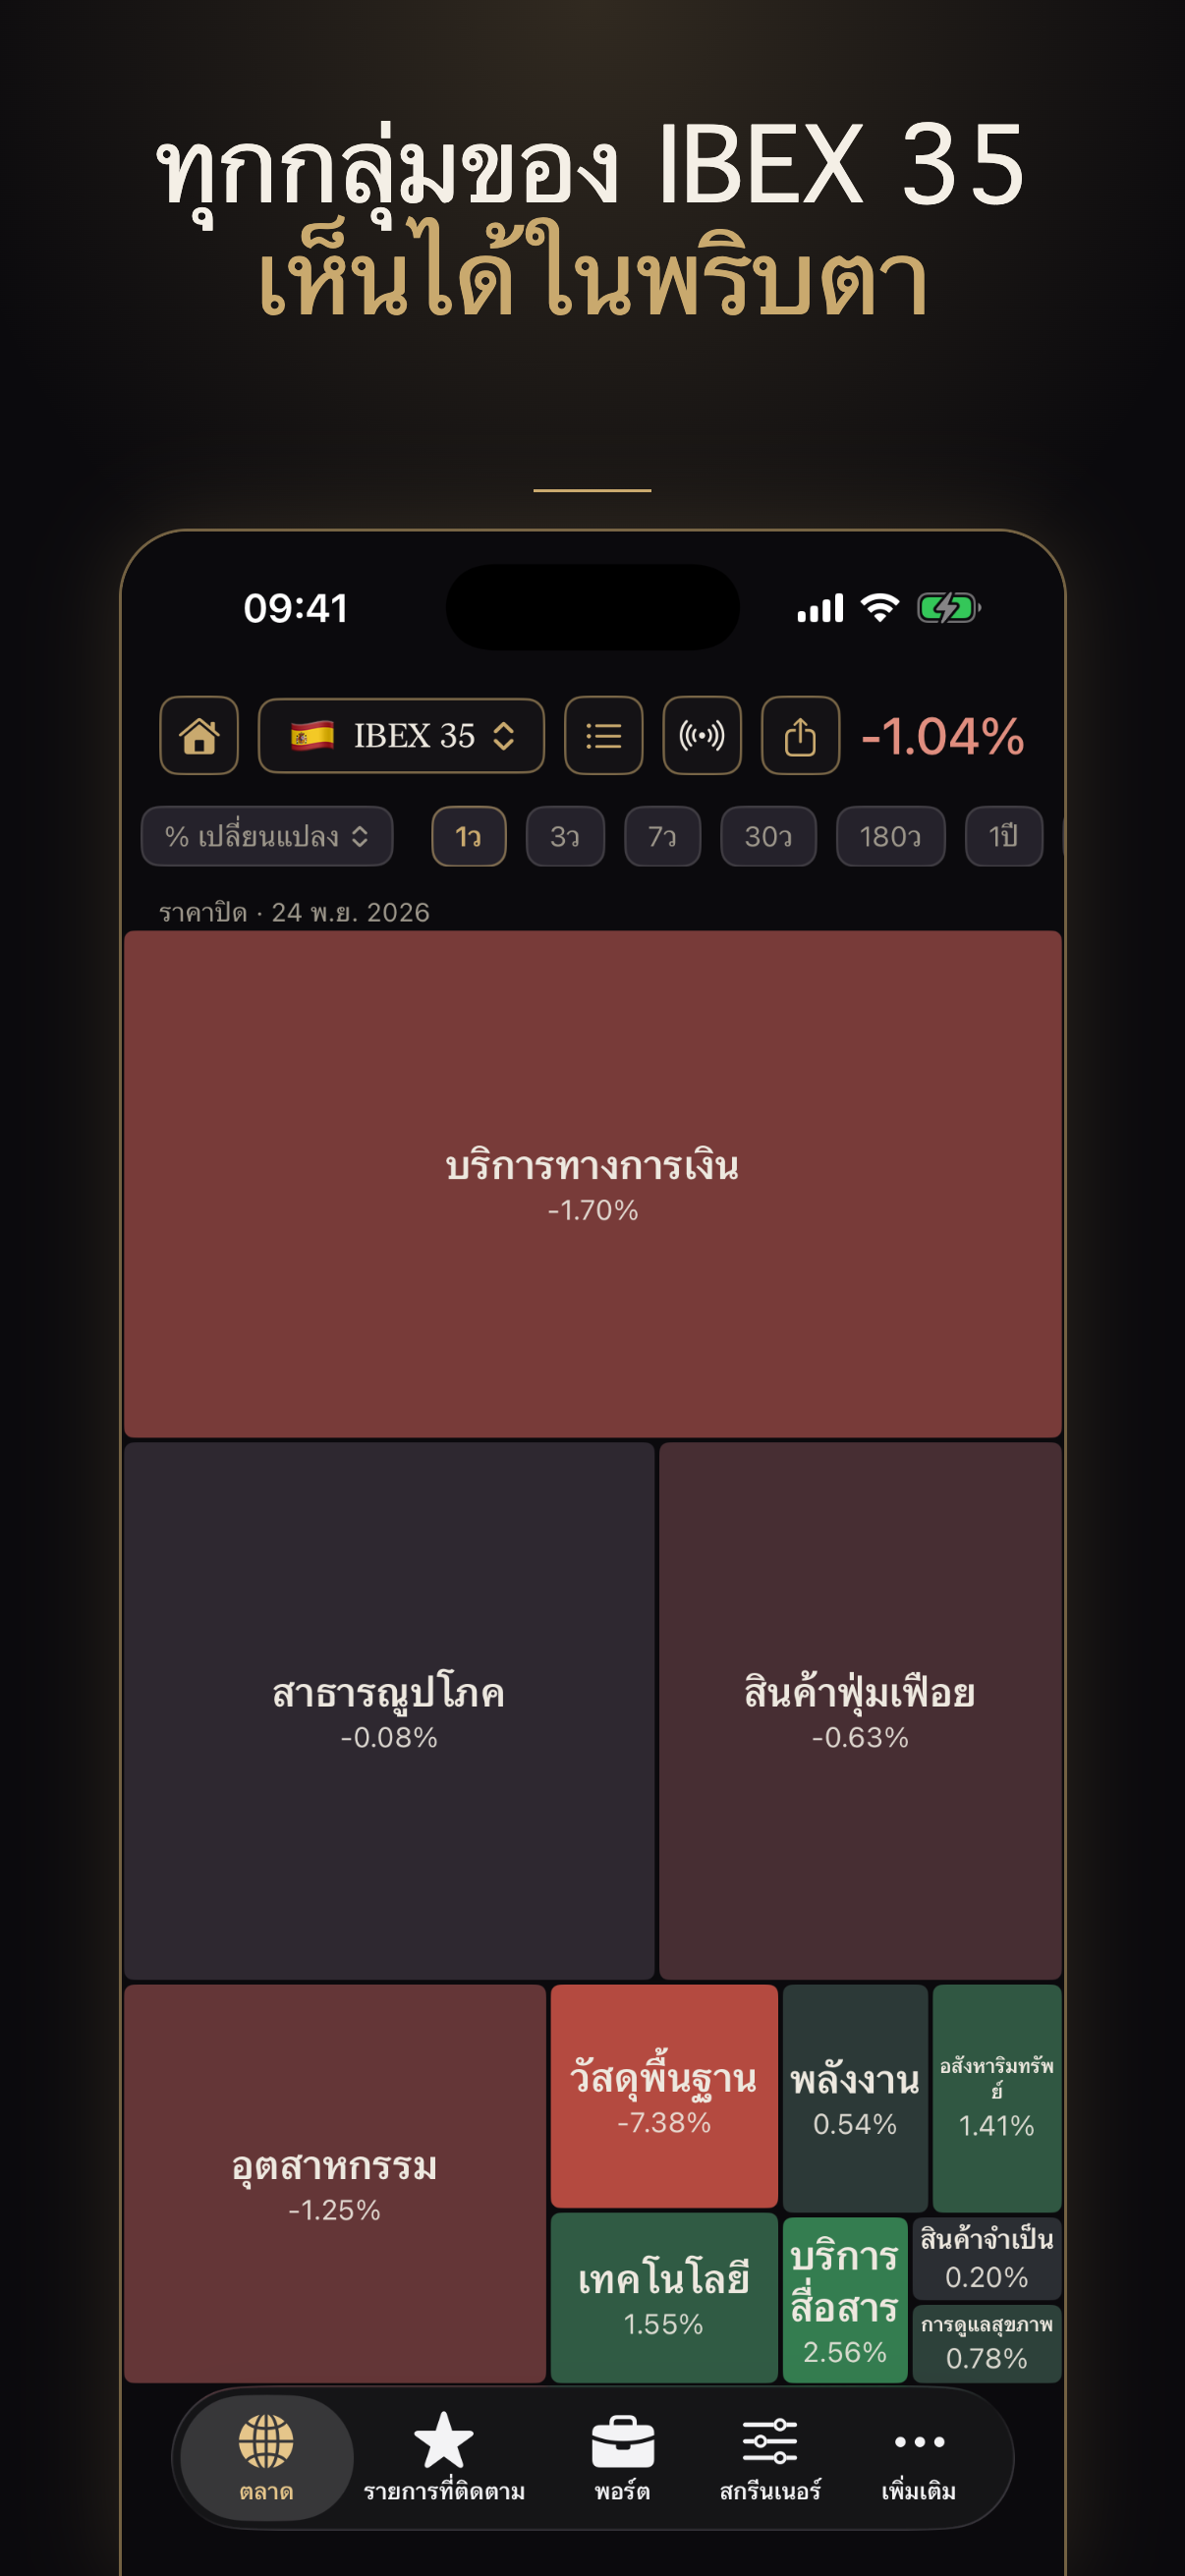 ทุกกลุ่มของ IBEX 35
เห็นได้ในพริบตา
09:41
IBEX 35
-1.04%
% เปลี่ยนแปลง
1ว
3ว
7ว
30ว
180ว
1ปี
ราคาปิด · 24 พ.ย. 2026
บริการทางการเงิน
-1.70%
สาธารณูปโภค
-0.08%
สินค้าฟุ่มเฟือย
-0.63%
อุตสาหกรรม
-1.25%
วัสดุพื้นฐาน
-7.38%
พลังงาน
0.54%
อสังหาริมทรัพ
ย์
1.41%
เทคโนโลยี
1.55%
บริการ
สื่อสาร
2.56%
สินค้าจำเป็น
0.20%
การดูแลสุขภาพ
0.78%
ตลาด
รายการที่ติดตาม
พอร์ต
สกรีนเนอร์
เพิ่มเติม